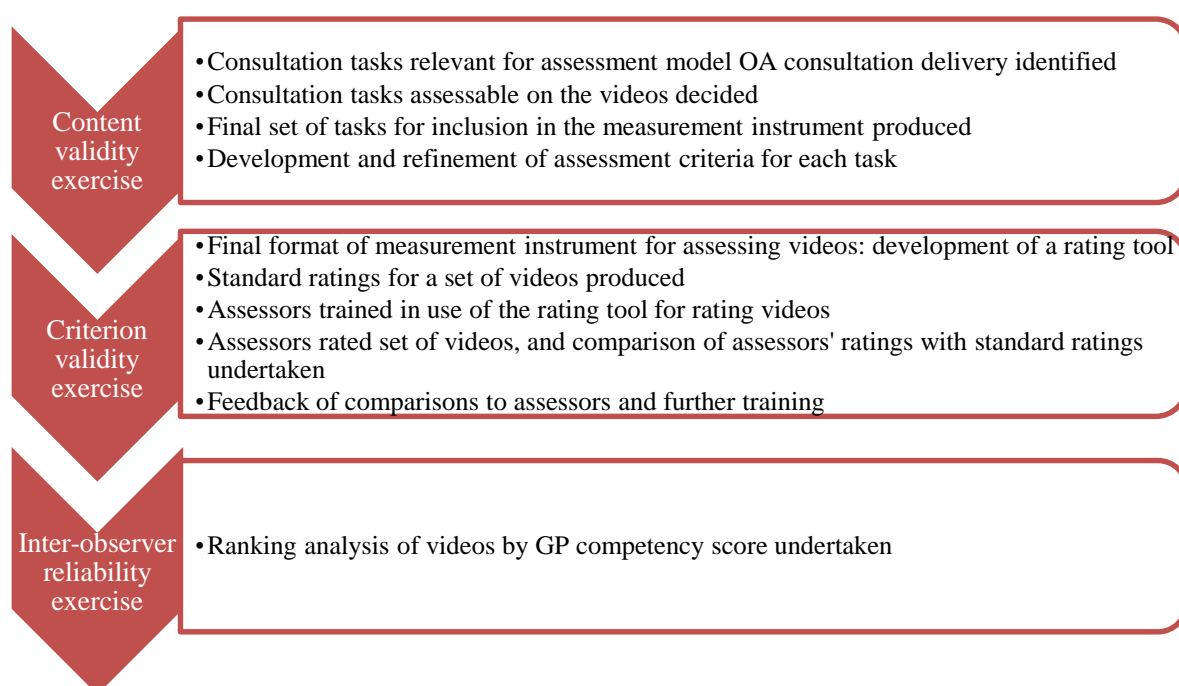 Content
validity
exercise
•Consultation tasks relevant for assessment model OA consultation delivery identified
•Consultation tasks assessable on the videos decided
•Final set of tasks for inclusion in the measurement instrument produced
•Development and refinement of assessment criteria for each task
Criterion
validity
exercise
•Final format of measurement instrument for assessing videos: development of a rating tool
•Standard ratings for a set of videos produced
•Assessors trained in use of the rating tool for rating videos
•Assessors rated set of videos, and comparison of assessors' ratings with standard ratings
undertaken
•Feedback of comparisons to assessors and further training
Inter-observer
reliability
exercise
•Ranking analysis of videos by GP competency score undertaken